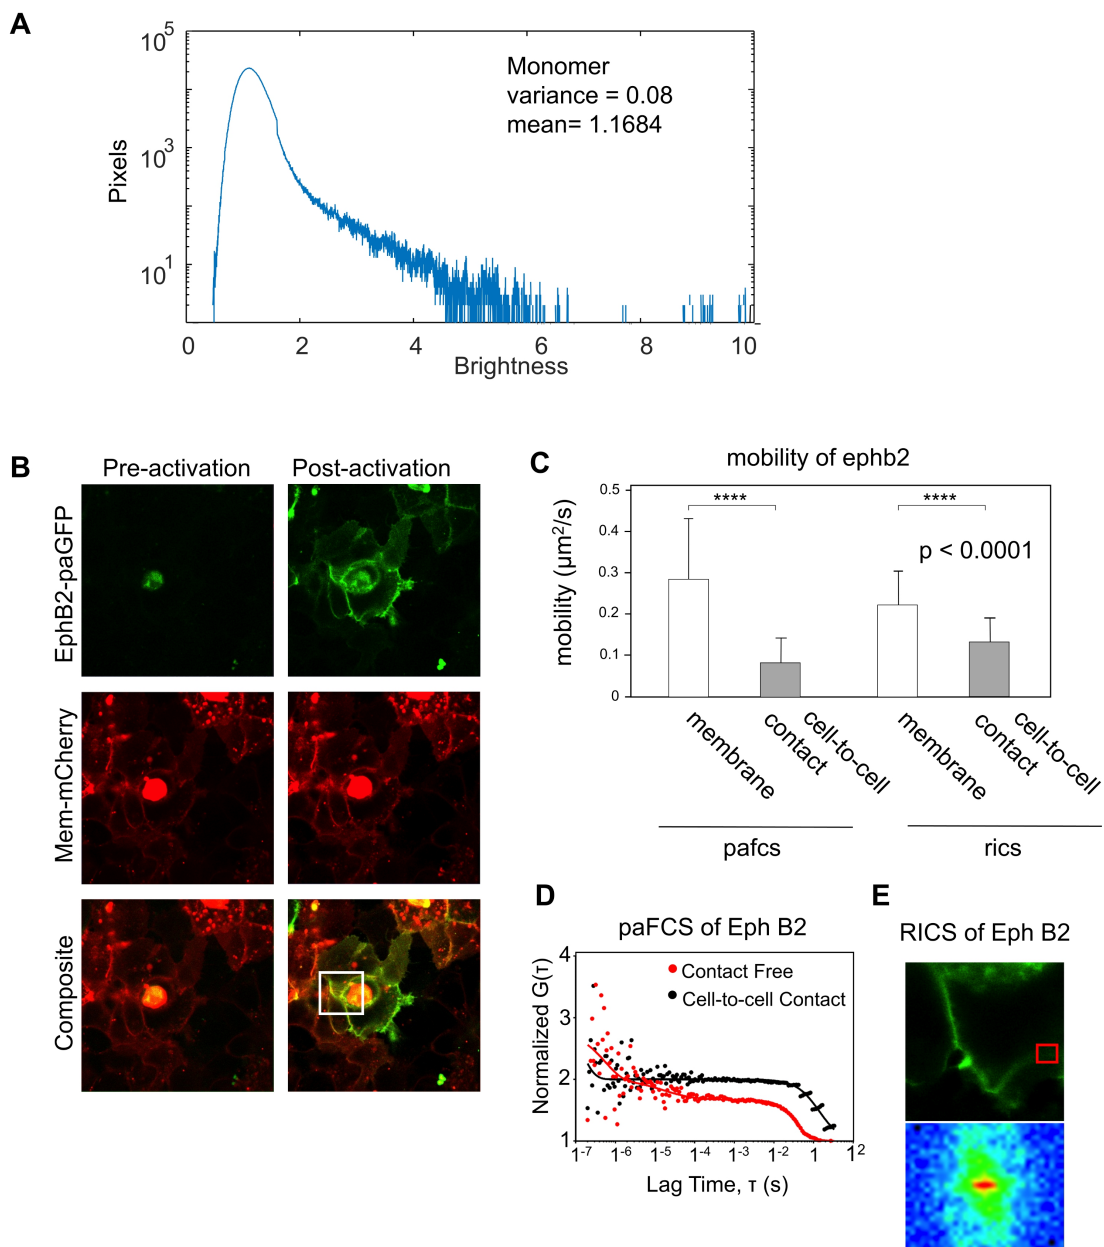 A
10^5
10^3
10^1
Pixels
Monomer
variance = 0.08
mean= 1.1684
0 2 4 6 8 10
Brightness
B
Pre-activation Post-activation
EphB2-paGFP
Mem-mCherry
Composite
C
mobility of ephb2
mobility (μm²/s)
0.5
0.4
0.3
0.2
0.1
0
**** ****
p < 0.0001
membrane
contact
cell-to-cell
membrane
contact
cell-to-cell
pafcs rics
D
paFCS of Eph B2
Normalized G(τ)
4
3
2
1
Contact Free
Cell-to-cell Contact
1^-7 1^-6 1^-5 1^-4 1^-3 1^-2 1 1^2
Lag Time, τ (s)
E
RICS of Eph B2